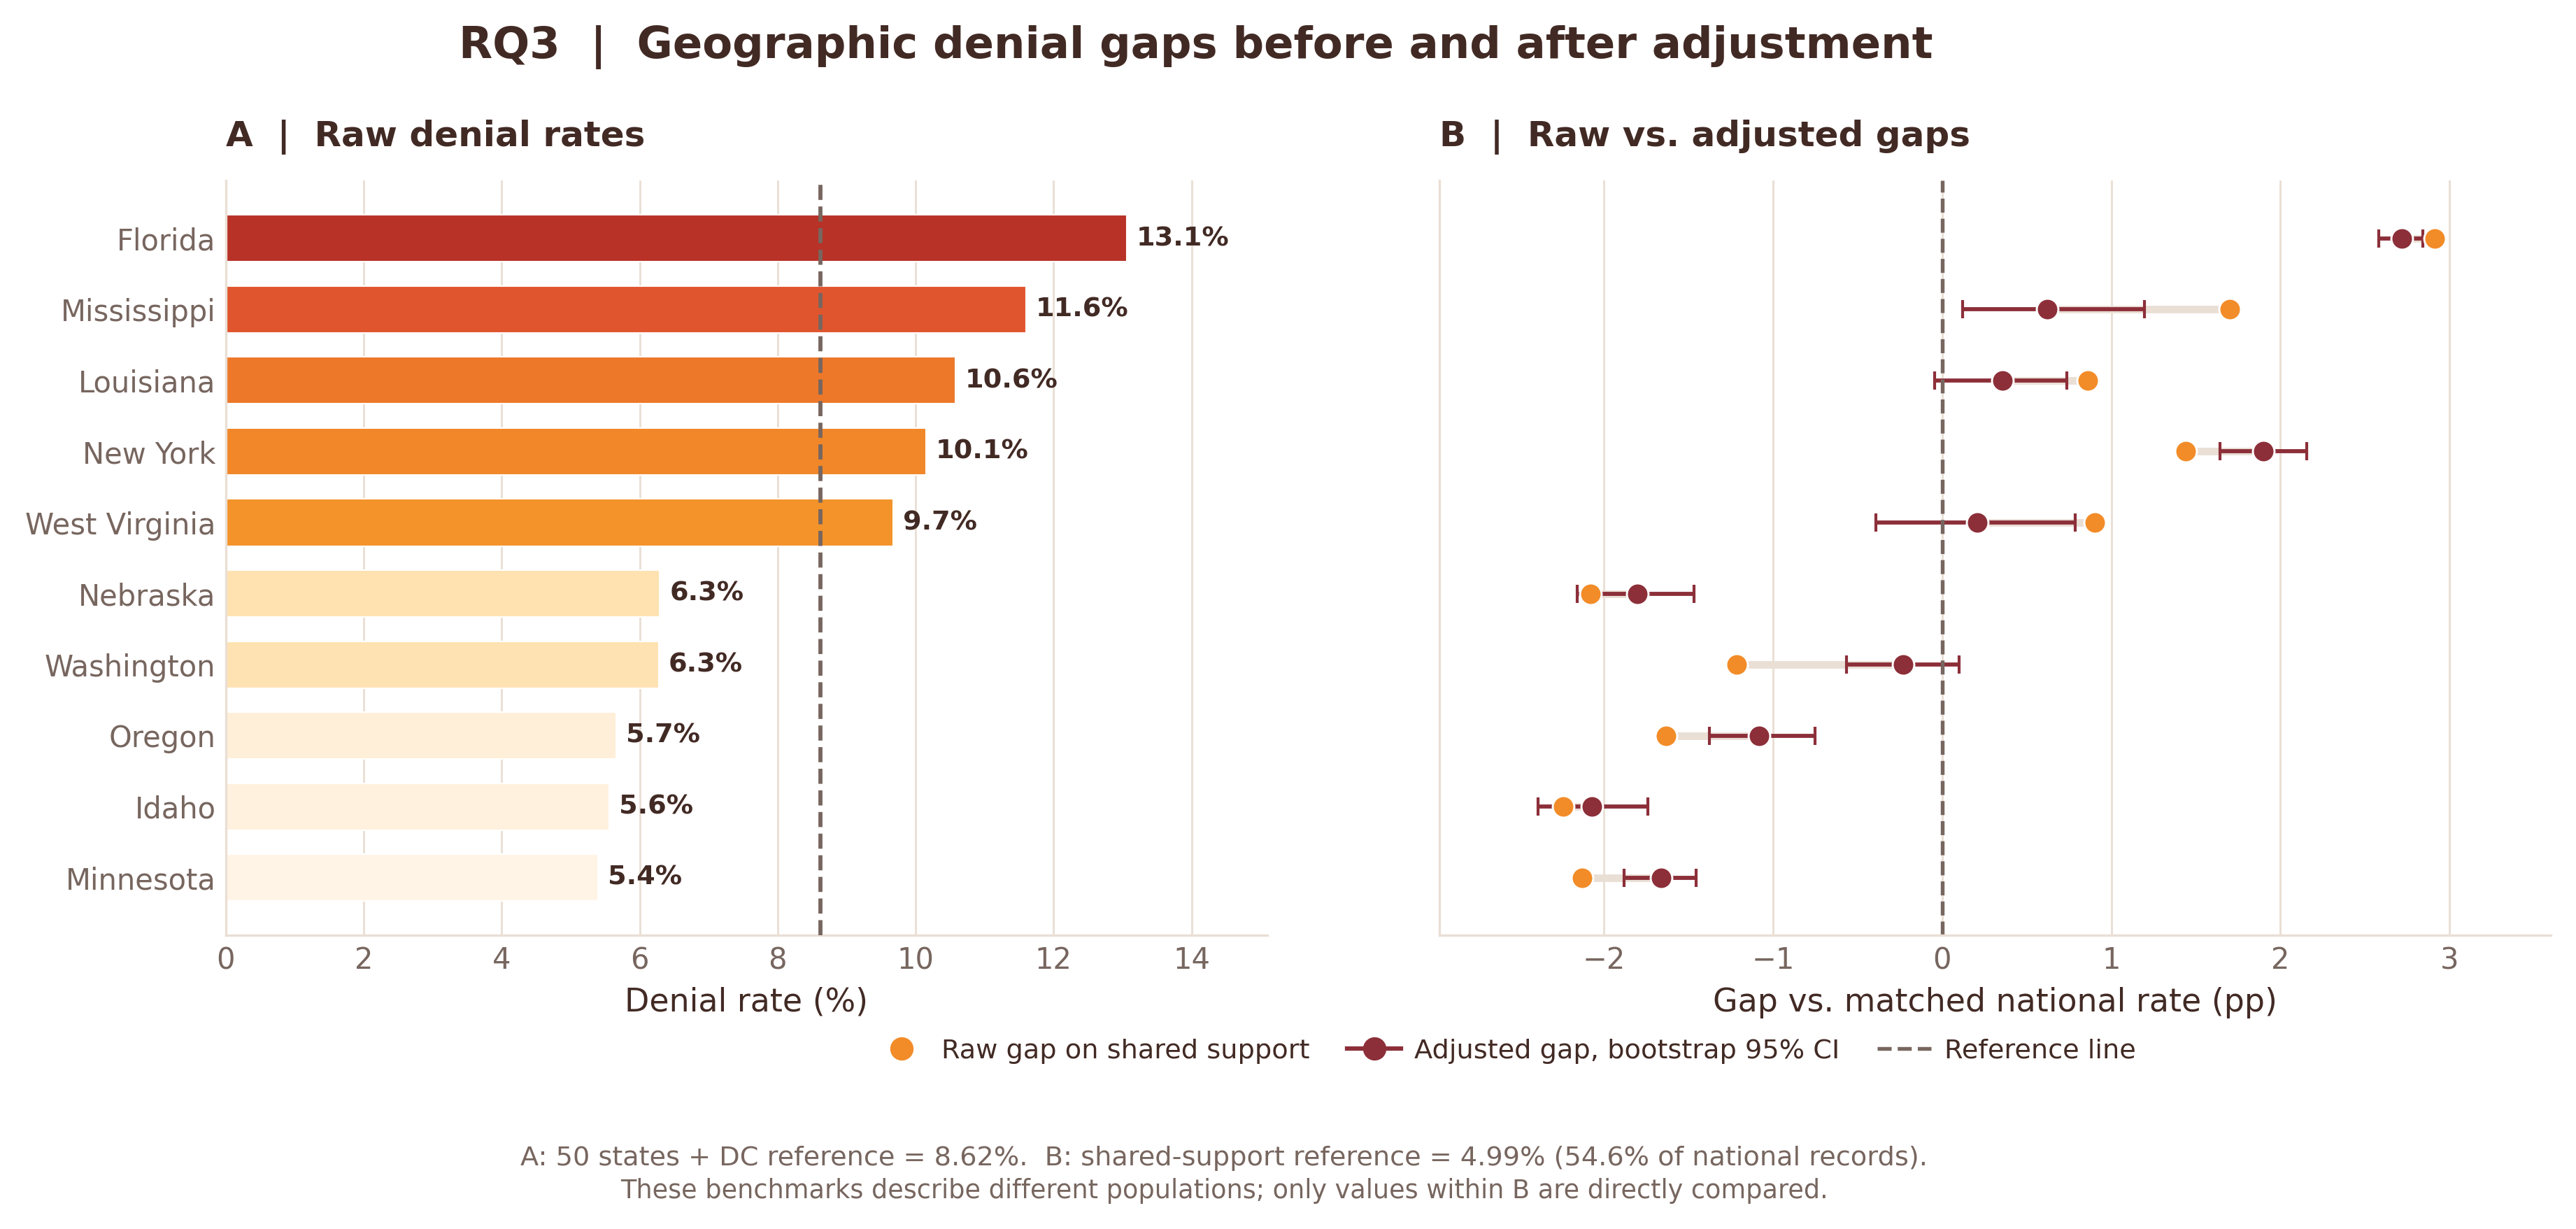 RQ3 | Geographic denial gaps before and after adjustment
A | Raw denial rates
Florida
13.1%
Mississippi
11.6%
Louisiana
10.6%
New York
10.1%
West Virginia
9.7%
Nebraska
6.3%
Washington
6.3%
Oregon
5.7%
Idaho
5.6%
Minnesota
5.4%
0 2 4 6 8 10 12 14
Denial rate (%)
B | Raw vs. adjusted gaps
−2 −1 0 1 2 3
Gap vs. matched national rate (pp)
Raw gap on shared support
Adjusted gap, bootstrap 95% CI
Reference line
A: 50 states + DC reference = 8.62%. B: shared-support reference = 4.99% (54.6% of national records).
These benchmarks describe different populations; only values within B are directly compared.